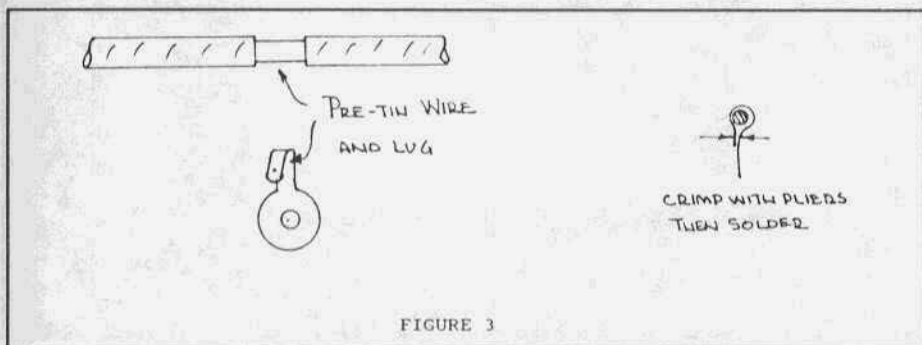 PRE-TIN WIRE
AND LUG
CRIMP WITH PLIERS
THEN SOLDER
FIGURE 3